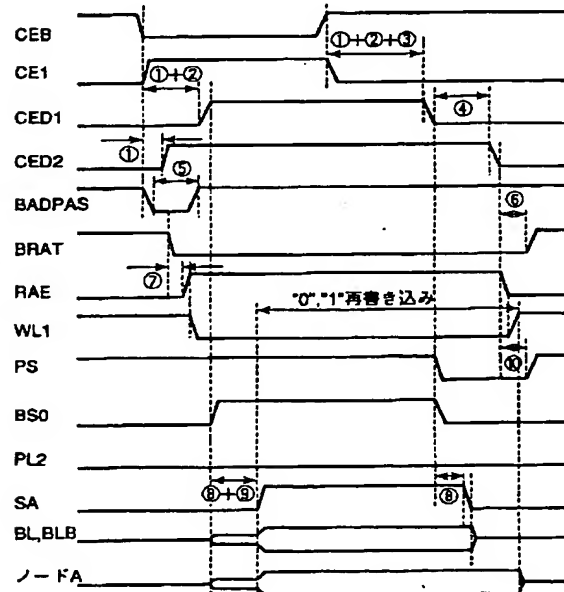 CEB
①+②+③
CE1
①+②
④
CED1
①
CED2
⑤
BADPAS
⑥
BRAT
⑦
RAE
"0","1"再書き込み
WL1
⑩
PS
BS0
PL2
⑧+⑨
⑧
SA
BL,BLB
ノードA